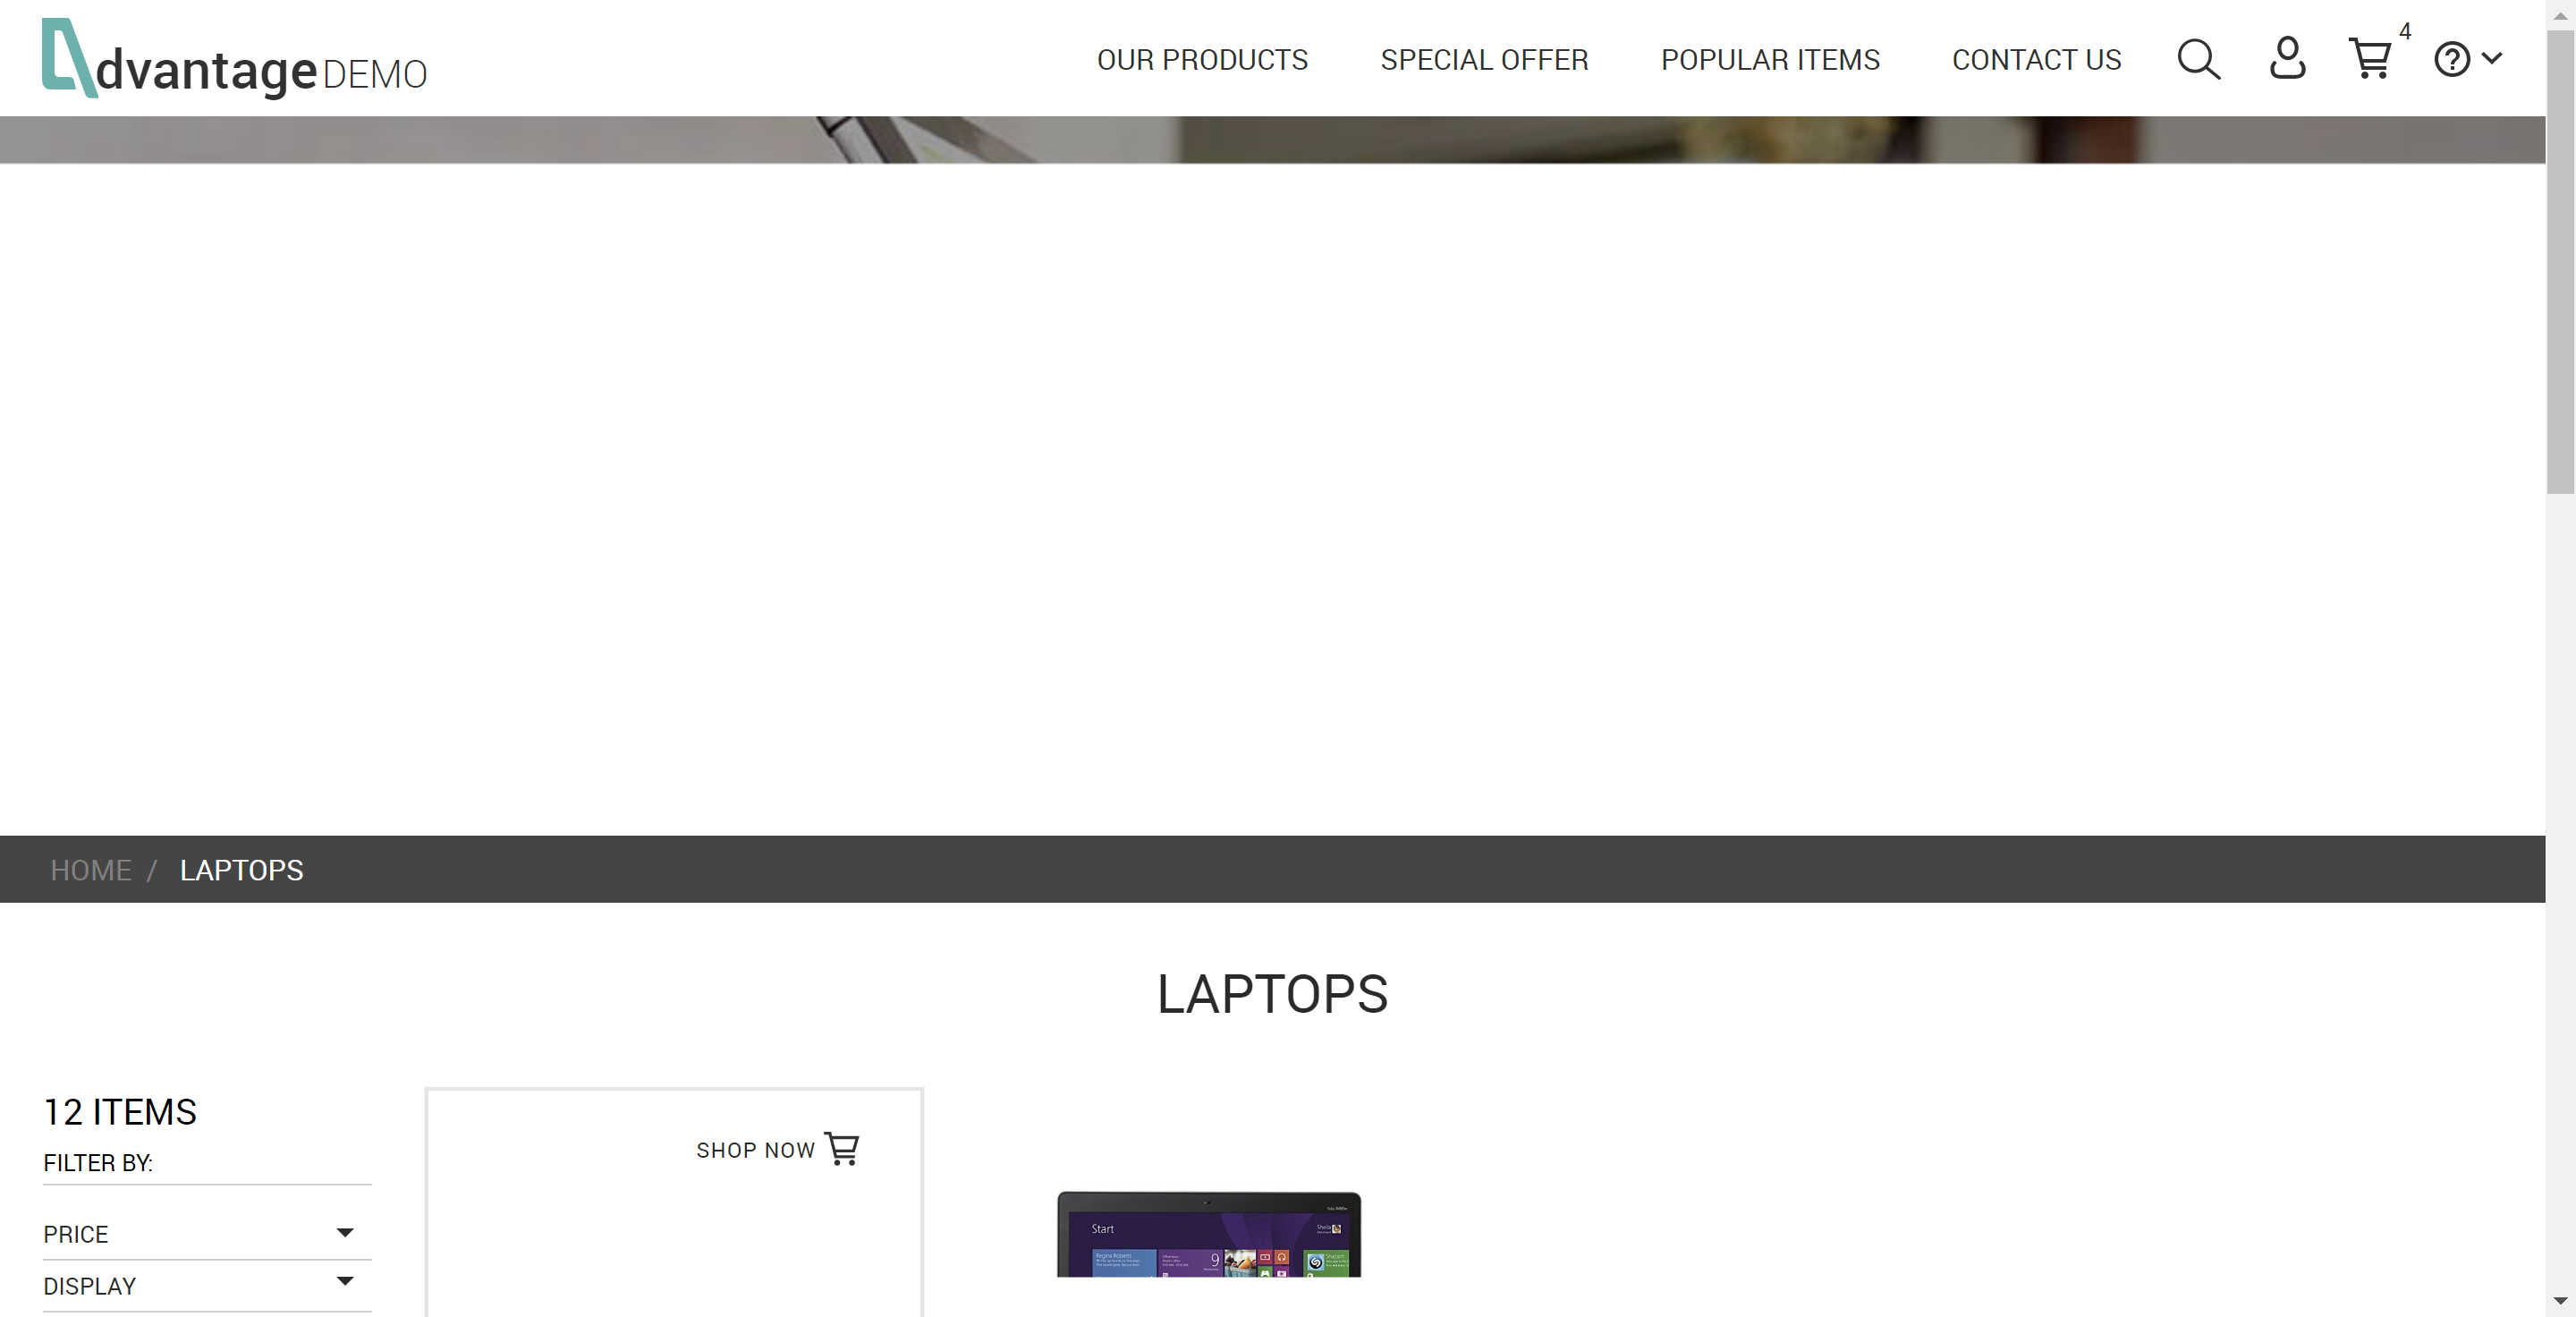 dvantage DEMO
OUR PRODUCTS
SPECIAL OFFER
POPULAR ITEMS
CONTACT US
4
HOME / LAPTOPS
LAPTOPS
12 ITEMS
FILTER BY:
SHOP NOW
PRICE
DISPLAY
Start
9